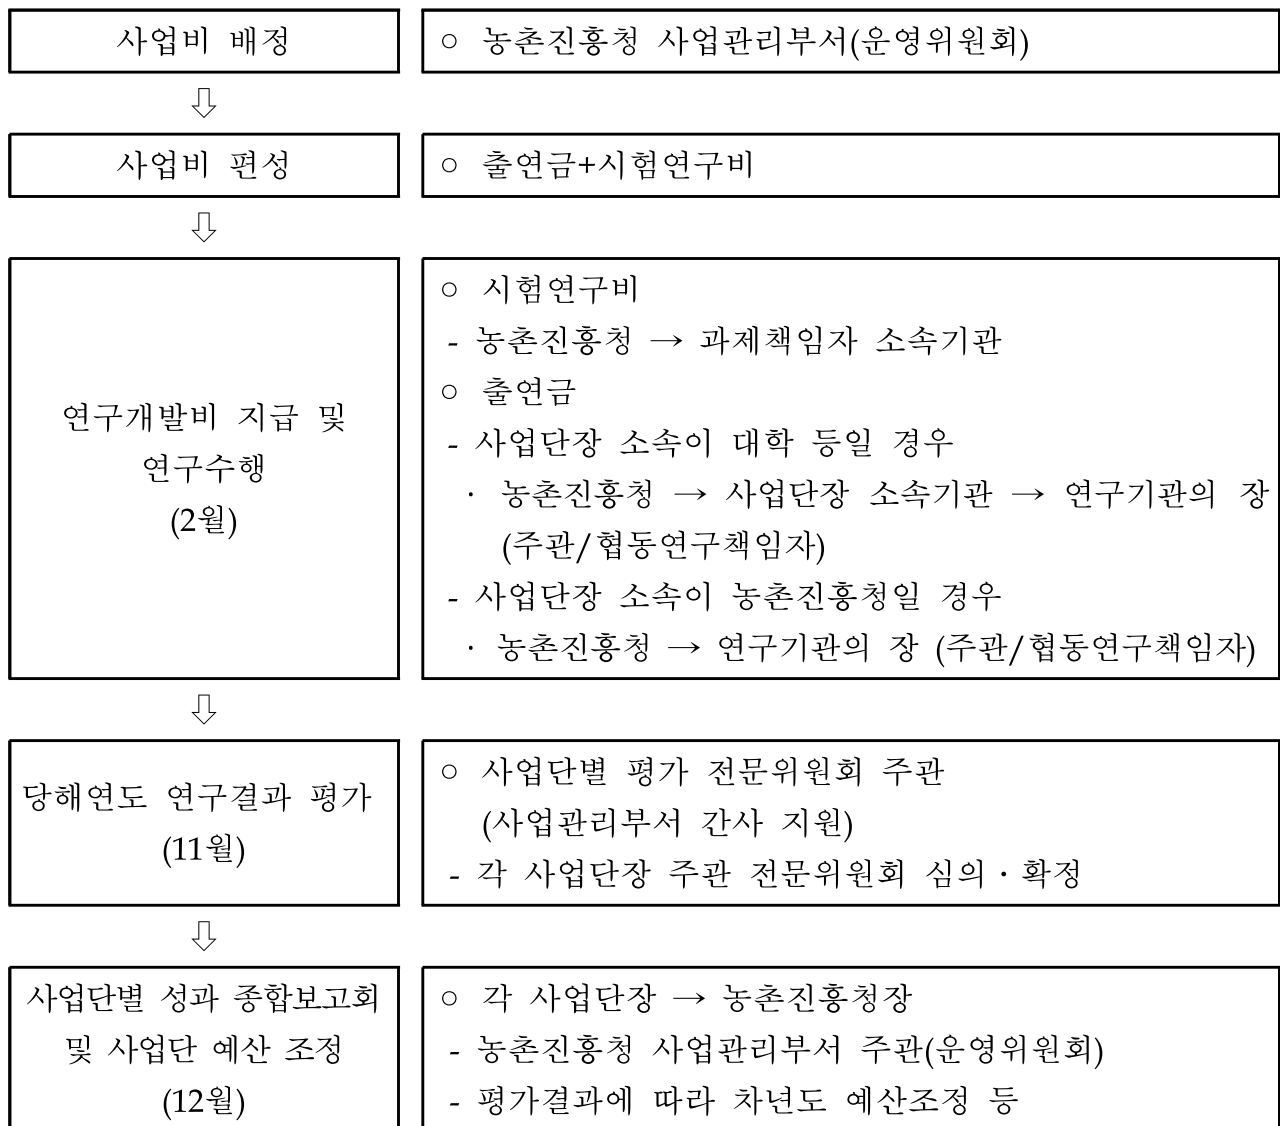 사업비 배정
○ 농촌진흥청 사업관리부서(운영위원회)
⇩
사업비 편성
○ 출연금+시험연구비
⇩
연구개발비 지급 및
연구수행
(2월)
○ 시험연구비
- 농촌진흥청 → 과제책임자 소속기관
○ 출연금
- 사업단장 소속이 대학 등일 경우
· 농촌진흥청 → 사업단장 소속기관 → 연구기관의 장
(주관/협동연구책임자)
- 사업단장 소속이 농촌진흥청일 경우
· 농촌진흥청 → 연구기관의 장 (주관/협동연구책임자)
⇩
당해연도 연구결과 평가
(11월)
○ 사업단별 평가 전문위원회 주관
(사업관리부서 간사 지원)
- 각 사업단장 주관 전문위원회 심의·확정
⇩
사업단별 성과 종합보고회
및 사업단 예산 조정
(12월)
○ 각 사업단장 → 농촌진흥청장
- 농촌진흥청 사업관리부서 주관(운영위원회)
- 평가결과에 따라 차년도 예산조정 등